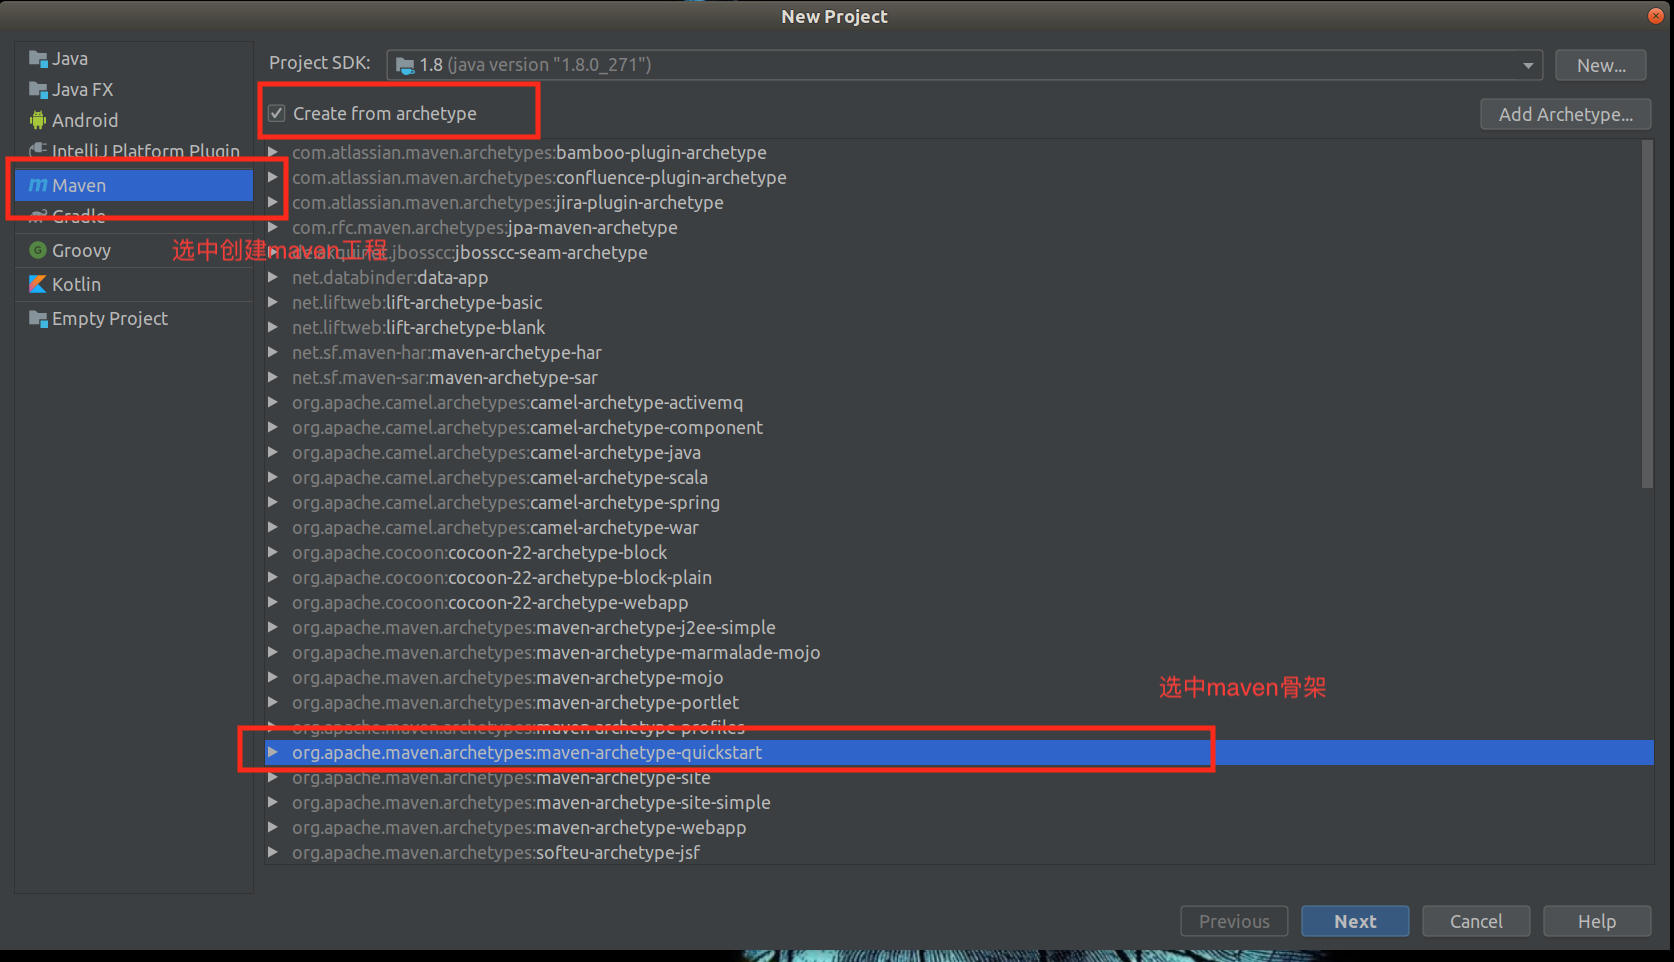 New Project
Java
Java FX
Android
IntelliJ Platform Plugin
Maven
Gradle
Groovy
Kotlin
Empty Project
选中创建maven工程
Project SDK:
1.8 (java version "1.8.0_271")
New...
Create from archetype
Add Archetype...
com.atlassian.maven.archetypes:bamboo-plugin-archetype
com.atlassian.maven.archetypes:confluence-plugin-archetype
com.atlassian.maven.archetypes:jira-plugin-archetype
com.rfc.maven.archetypes:jpa-maven-archetype
de.akquinet.jbosscc:jbosscc-seam-archetype
net.databinder:data-app
net.liftweb:lift-archetype-basic
net.liftweb:lift-archetype-blank
net.sf.maven-har:maven-archetype-har
net.sf.maven-sar:maven-archetype-sar
org.apache.camel.archetypes:camel-archetype-activemq
org.apache.camel.archetypes:camel-archetype-component
org.apache.camel.archetypes:camel-archetype-java
org.apache.camel.archetypes:camel-archetype-scala
org.apache.camel.archetypes:camel-archetype-spring
org.apache.camel.archetypes:camel-archetype-war
org.apache.cocoon:cocoon-22-archetype-block
org.apache.cocoon:cocoon-22-archetype-block-plain
org.apache.cocoon:cocoon-22-archetype-webapp
org.apache.maven.archetypes:maven-archetype-j2ee-simple
org.apache.maven.archetypes:maven-archetype-marmalade-mojo
org.apache.maven.archetypes:maven-archetype-mojo
选中maven骨架
org.apache.maven.archetypes:maven-archetype-portlet
org.apache.maven.archetypes:maven-archetype-profiles
org.apache.maven.archetypes:maven-archetype-quickstart
org.apache.maven.archetypes:maven-archetype-site
org.apache.maven.archetypes:maven-archetype-site-simple
org.apache.maven.archetypes:maven-archetype-webapp
org.apache.maven.archetypes:softeu-archetype-jsf
Previous
Next
Cancel
Help